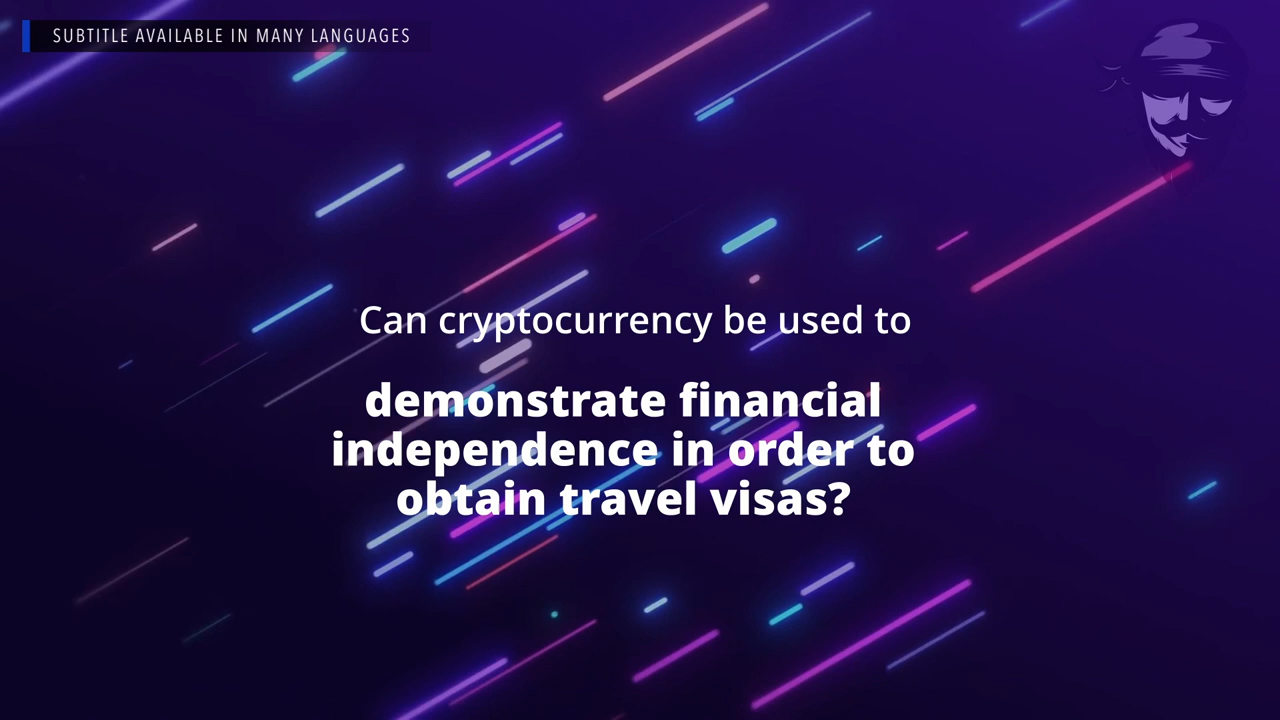 SUBTITLE AVAILABLE IN MANY LANGUAGES
Can cryptocurrency be used to
demonstrate financial
independence in order to
obtain travel visas?